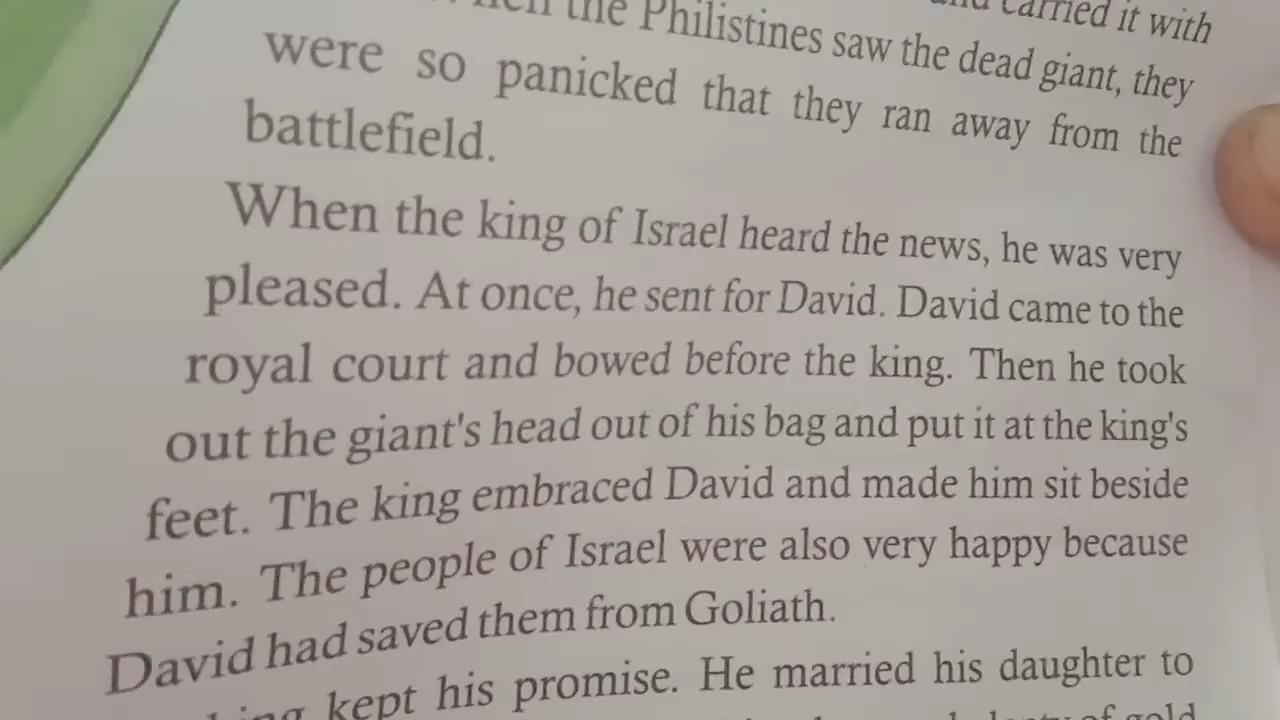 carried it with
the Philistines saw the dead giant, they
were so panicked that they ran away from the
battlefield.
When the king of Israel heard the news, he was very
pleased. At once, he sent for David. David came to the
royal court and bowed before the king. Then he took
out the giant's head out of his bag and put it at the king's
feet. The king embraced David and made him sit beside
him. The people of Israel were also very happy because
David had saved them from Goliath.
kept his promise. He married his daughter to
of gold